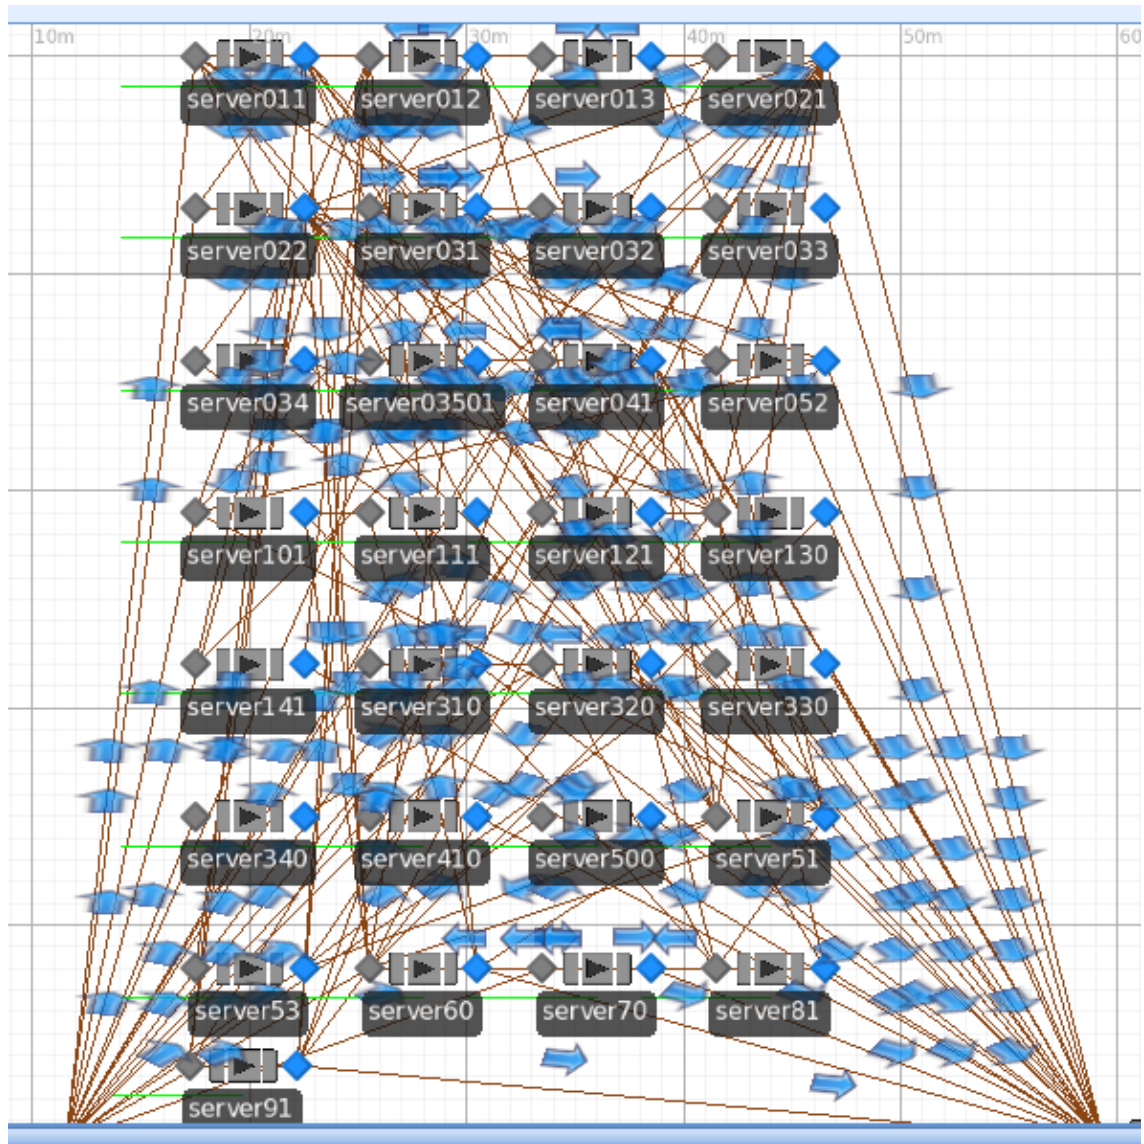 10m 20m 30m 40m 50m 60
server011 server012 server013 server021
server022 server031 server032 server033
server034 server03501 server041 server052
server101 server111 server121 server130
server141 server310 server320 server330
server340 server410 server500 server51
server53 server60 server70 server81
server91